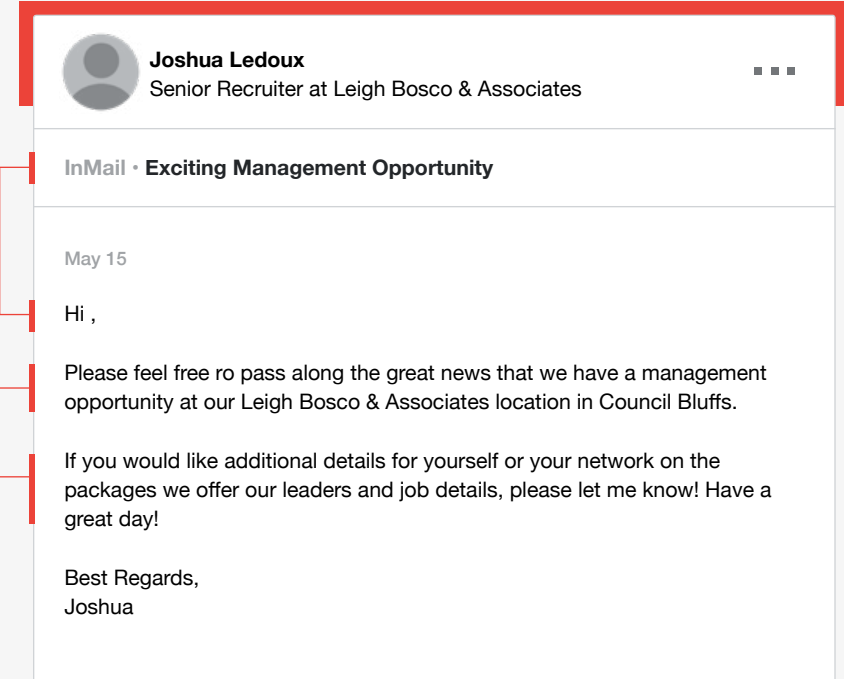 Joshua Ledoux
Senior Recruiter at Leigh Bosco & Associates
InMail • Exciting Management Opportunity
May 15
Hi ,
Please feel free ro pass along the great news that we have a management
opportunity at our Leigh Bosco & Associates location in Council Bluffs.
If you would like additional details for yourself or your network on the
packages we offer our leaders and job details, please let me know! Have a
great day!
Best Regards,
Joshua